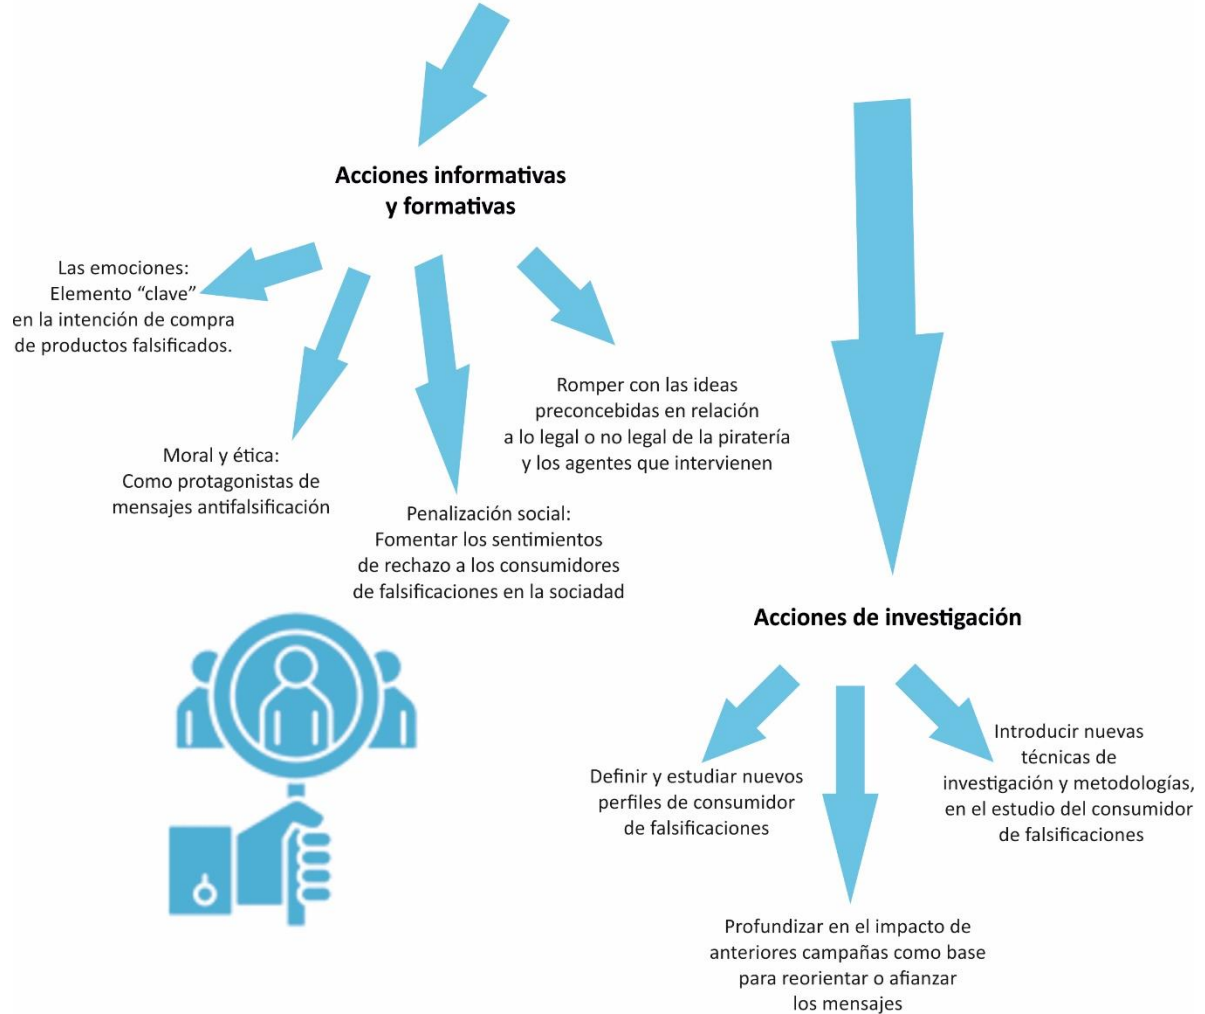 Acciones informativas
y formativas
Las emociones:
Elemento “clave”
en la intención de compra
de productos falsificados.
Moral y ética:
Como protagonistas de
mensajes antifalsificación
Penalización social:
Fomentar los sentimientos
de rechazo a los consumidores
de falsificaciones en la sociadad
Romper con las ideas
preconcebidas en relación
a lo legal o no legal de la piratería
y los agentes que intervienen
Acciones de investigación
Definir y estudiar nuevos
perfiles de consumidor
de falsificaciones
Profundizar en el impacto de
anteriores campañas como base
para reorientar o afianzar
los mensajes
Introducir nuevas
técnicas de
investigación y metodologías,
en el estudio del consumidor
de falsificaciones